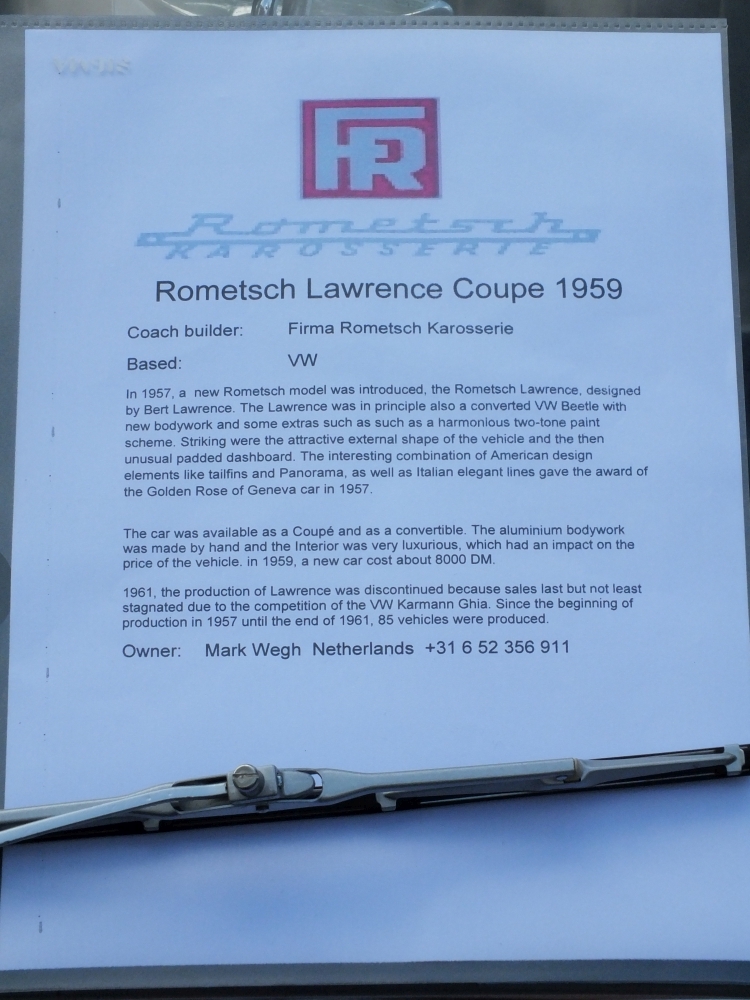 FR
Rometsch
KAROSSERIE
Rometsch Lawrence Coupe 1959
Coach builder: Firma Rometsch Karosserie
Based: VW
In 1957, a new Rometsch model was introduced, the Rometsch Lawrence, designed
by Bert Lawrence. The Lawrence was in principle also a converted VW Beetle with
new bodywork and some extras such as such as a harmonious two-tone paint
scheme. Striking were the attractive external shape of the vehicle and the then
unusual padded dashboard. The interesting combination of American design
elements like tailfins and Panorama, as well as Italian elegant lines gave the award of
the Golden Rose of Geneva car in 1957.
The car was available as a Coupé and as a convertible. The aluminium bodywork
was made by hand and the Interior was very luxurious, which had an impact on the
price of the vehicle. in 1959, a new car cost about 8000 DM.
1961, the production of Lawrence was discontinued because sales last but not least
stagnated due to the competition of the VW Karmann Ghia. Since the beginning of
production in 1957 until the end of 1961, 85 vehicles were produced.
Owner: Mark Wegh Netherlands +31 6 52 356 911